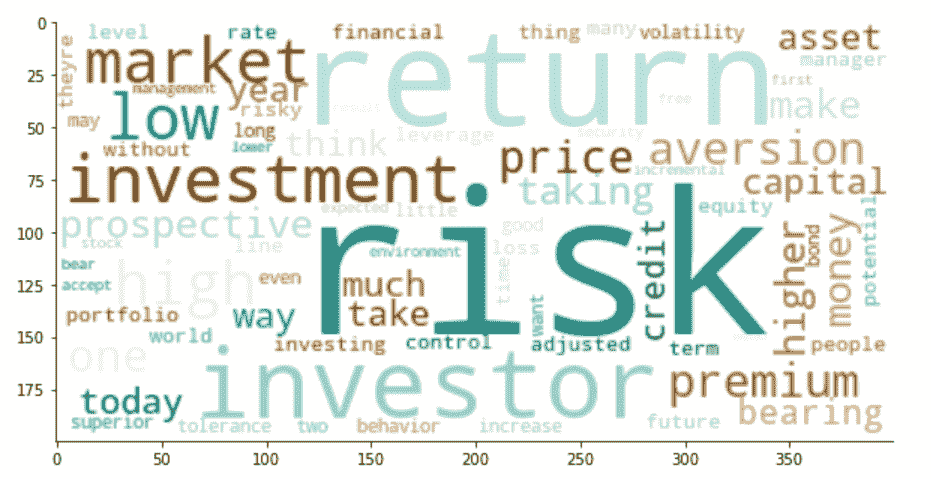 0
level rate financial thing many volatility asset
theyre market return manager
25
management year first
low risky result free make
50
may long think leverage security
without lower price aversion
75
investment incremental capital
taking
prospective expected little equity potential
100
stock line good credit higher bond money
bear environment loss
risk
125
accept high even much time
portfolio way take want
150
world investing control adjusted term people
one
investor premium
175
today bearing
superior tolerance two behavior increase future
0 50 100 150 200 250 300 350